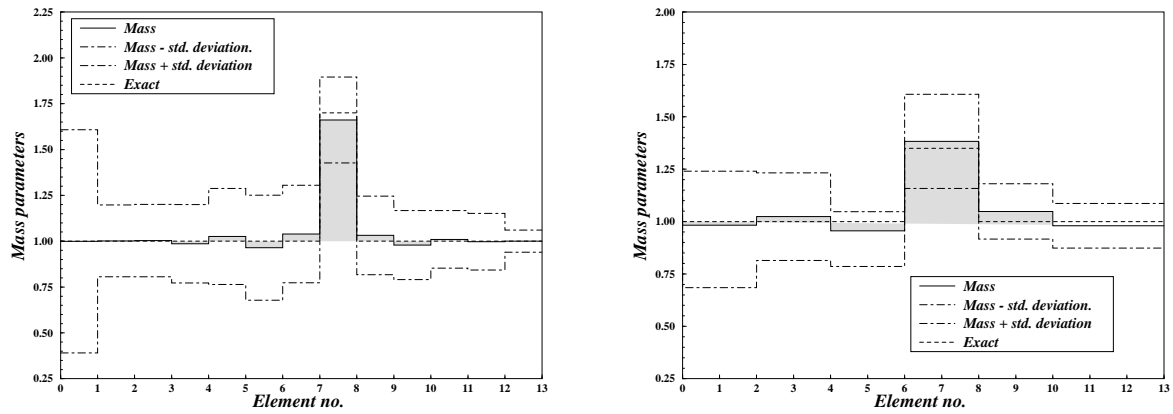 2.25
2.00
1.75
1.50
1.25
1.00
0.75
0.50
0.25
Mass parameters
Mass
Mass - std. deviation.
Mass + std. deviation
Exact
0 1 2 3 4 5 6 7 8 9 10 11 12 13
Element no.
2.00
1.75
1.50
1.25
1.00
0.75
0.50
0.25
Mass parameters
Mass
Mass - std. deviation.
Mass + std. deviation
Exact
0 1 2 3 4 5 6 7 8 9 10 11 12 13
Element no.